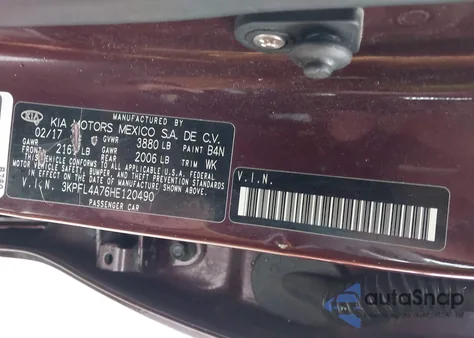 MANUFACTURED BY
KIA KIA MOTORS MEXICO S.A. DE C.V.
02/17 GVWR 3880 LB PAINT B4N
GAWR FRONT 2161 LB GAWR REAR 2006 LB TRIM WK
THIS VEHICLE CONFORMS TO ALL APPLICABLE U.S.A. FEDERAL
MOTOR VEHICLE SAFETY, BUMPER, AND THEFT PREVENTION STANDARDS
IN EFFECT ON THE DATE OF MANUFACTURE SHOWN ABOVE.
V.I.N. 3KPFL4A76HE120490
PASSENGER CAR
V.I.N.
autoSnap